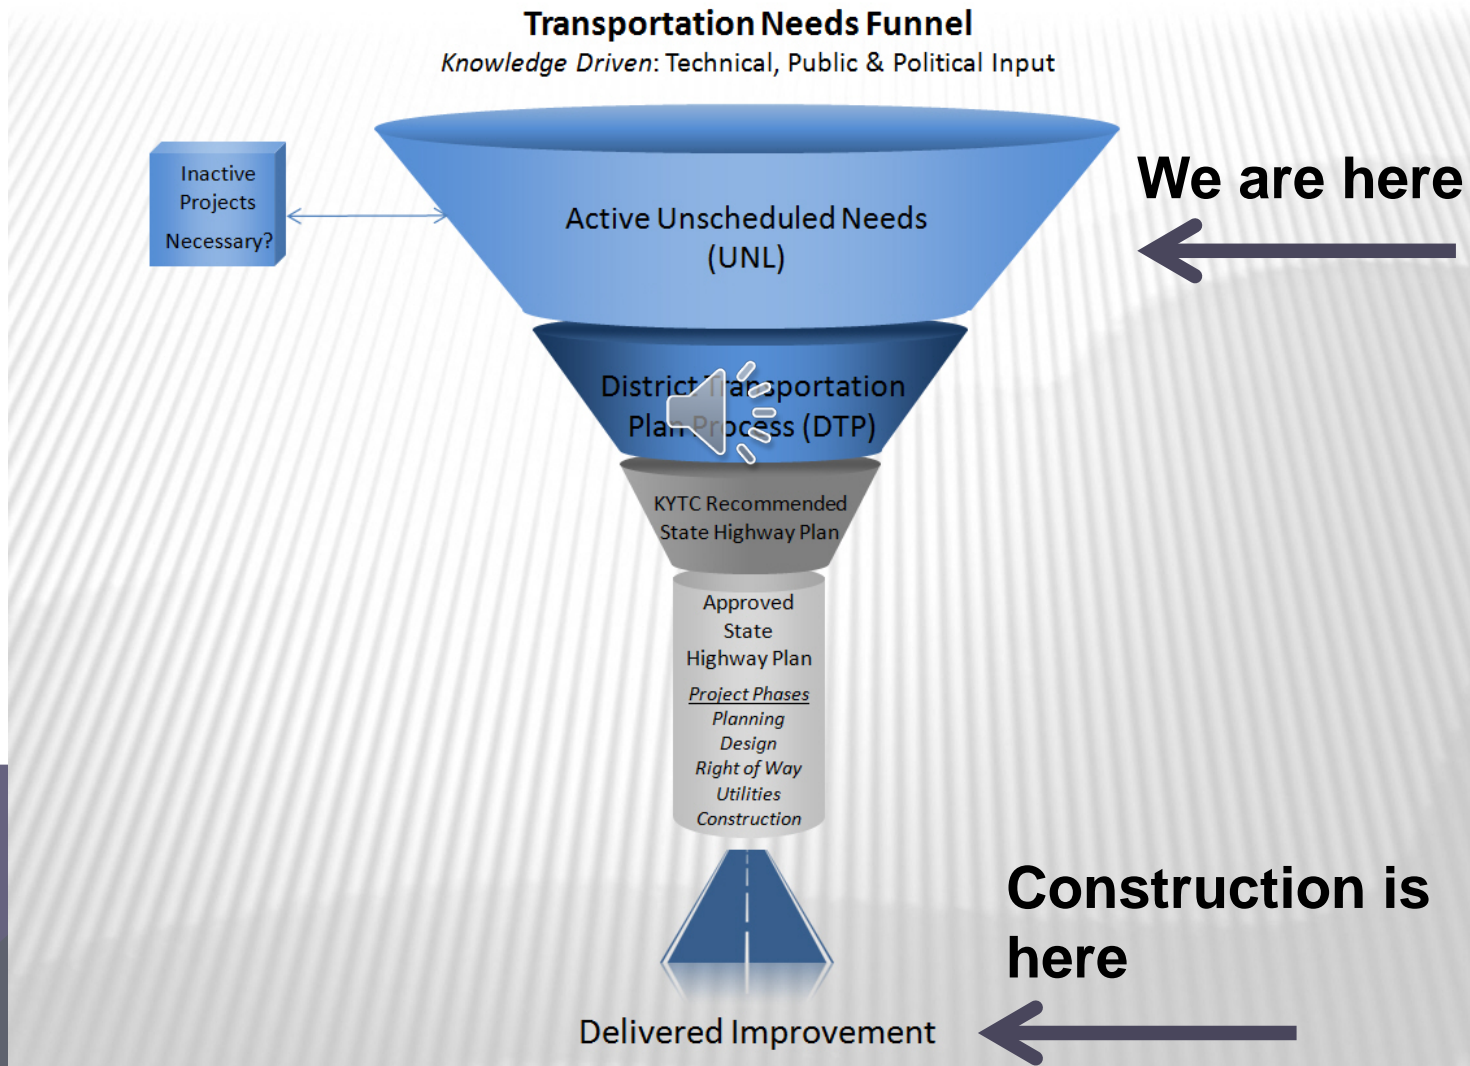 Transportation Needs Funnel
Knowledge Driven: Technical, Public & Political Input
Inactive
Projects
Necessary?
Active Unscheduled Needs
(UNL)
We are here
District Transportation
Plan Process (DTP)
KYTC Recommended
State Highway Plan
Approved
State
Highway Plan
Project Phases
Planning
Design
Right of Way
Utilities
Construction
Construction is
here
Delivered Improvement